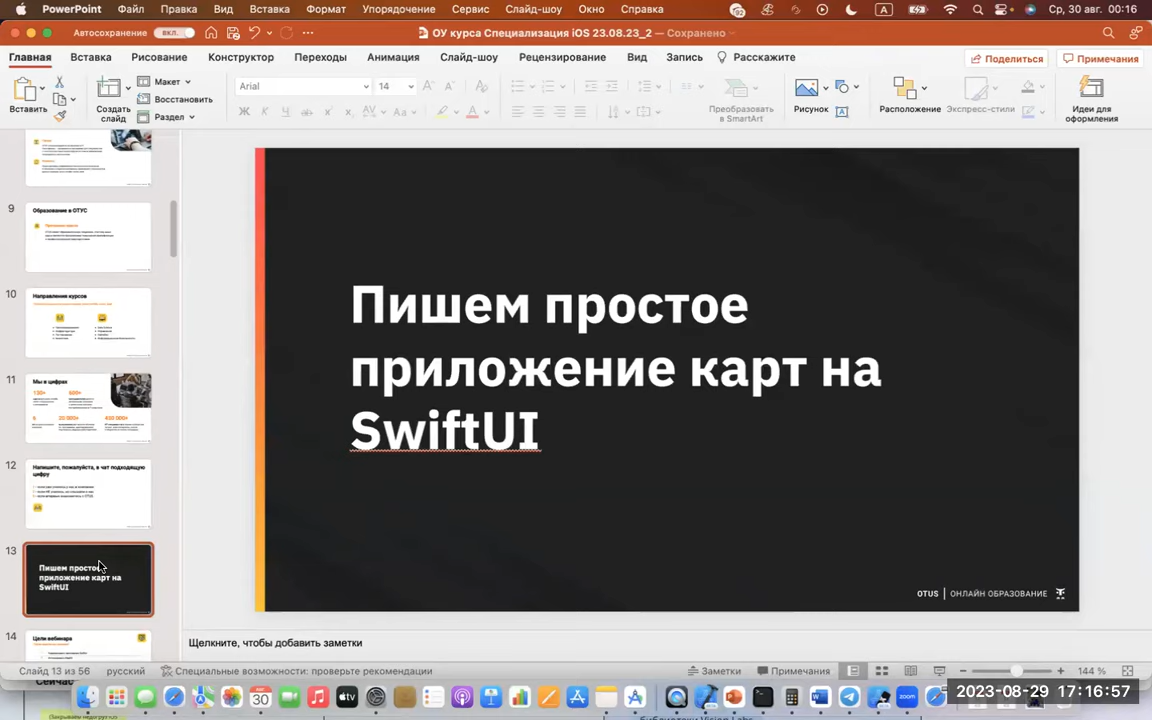 PowerPoint Файл Правка Вид Вставка Формат Упорядочение Сервис Слайд-шоу Окно Справка А Ср, 30 авг. 00:16
Автосохранение вкл. ОУ курса Специализация iOS 23.08.23_2 — Сохранено
Главная Вставка Рисование Конструктор Переходы Анимация Слайд-шоу Рецензирование Вид Запись Расскажите Поделиться Примечания
Вставить Создать слайд Макет Восстановить Раздел Arial 14 Преобразовать в SmartArt Рисунок Расположение Экспресс-стили Идеи для оформления
9
Образование в ОТУС
10
Направления курсов
11
Мы в цифрах
12
Напишите, пожалуйста, в чат подходящую
цифру
13
Пишем простое
приложение карт на
SwiftUI
14
Цели вебинара
Пишем простое
приложение карт на
SwiftUI
OTUS | ОНЛАЙН ОБРАЗОВАНИЕ
Щелкните, чтобы добавить заметки
Слайд 13 из 56 русский Специальные возможности: проверьте рекомендации Заметки Примечания 144 %
Сейчас
2023-08-29 17:16:57